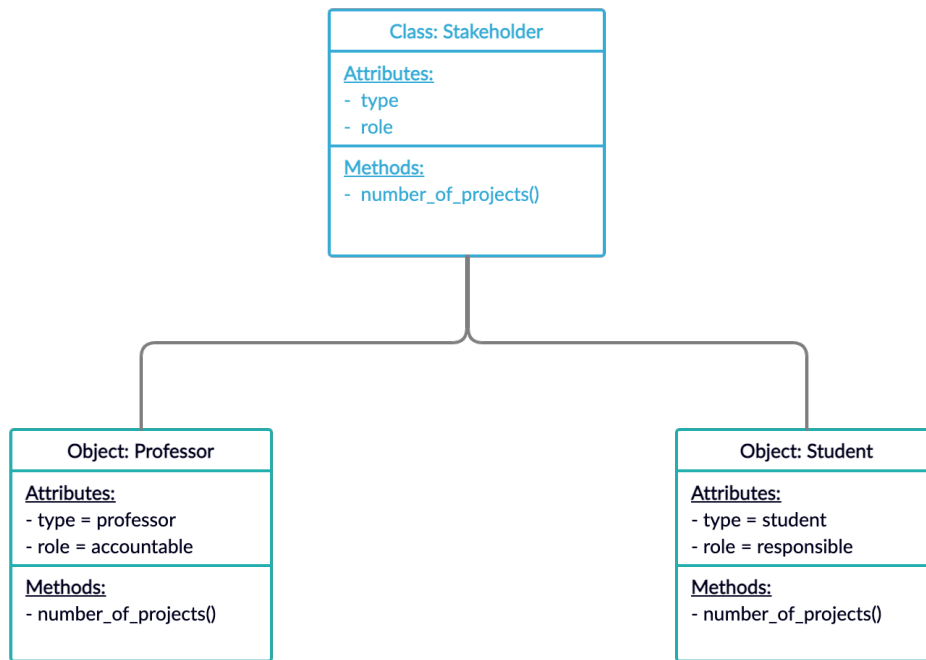 Class: Stakeholder
Attributes:
- type
- role
Methods:
- number_of_projects()
Object: Professor
Attributes:
- type = professor
- role = accountable
Methods:
- number_of_projects()
Object: Student
Attributes:
- type = student
- role = responsible
Methods:
- number_of_projects()